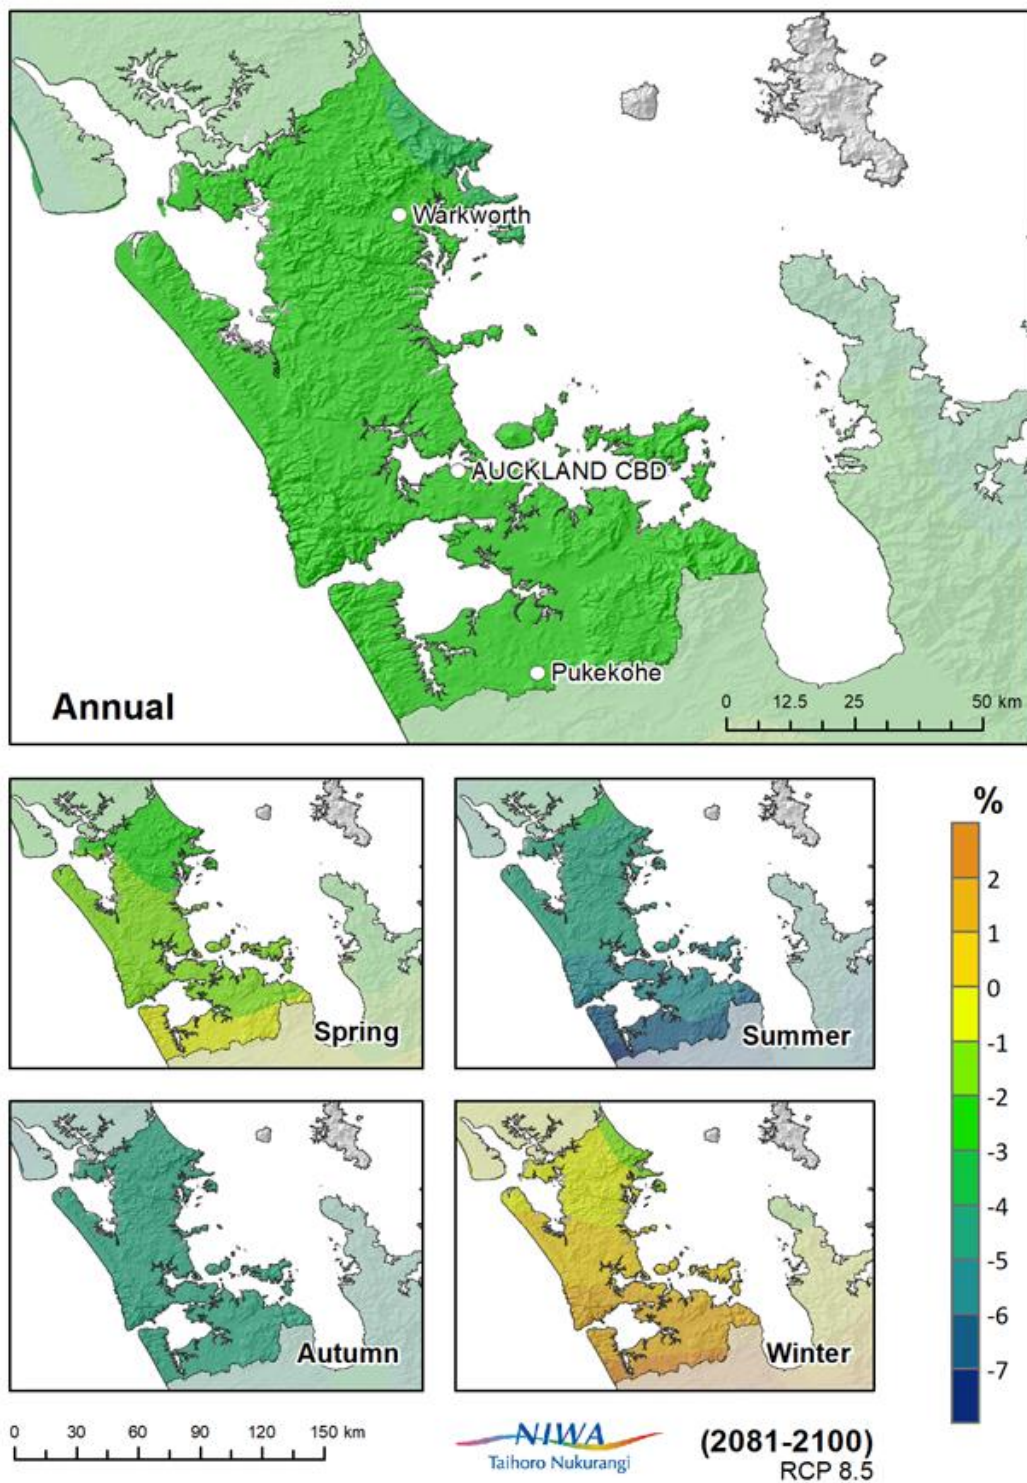 Warkworth
AUCKLAND CBD
Pukekohe
Annual
0 12.5 25 50 km
Spring
Summer
Autumn
Winter
%
2
1
0
-1
-2
-3
-4
-5
-6
-7
0 30 60 90 120 150 km
NIWA
Taihoro Nukurangi
(2081-2100)
RCP 8.5